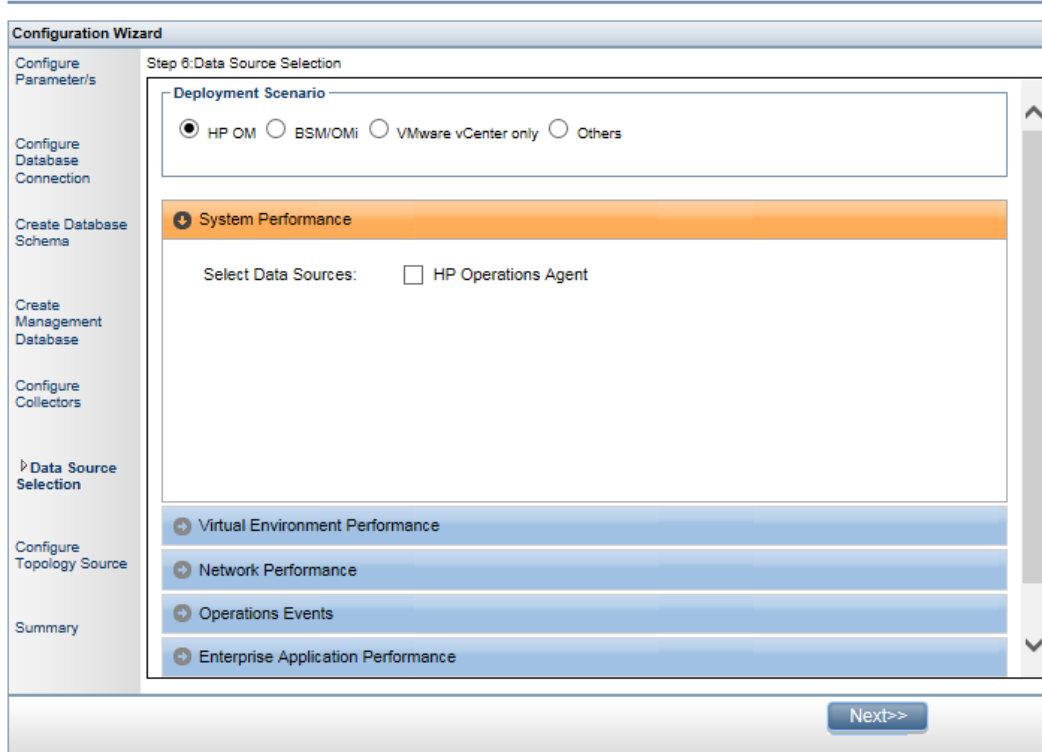 Configuration Wizard
Configure
Parameter/s
Configure
Database
Connection
Create Database
Schema
Create
Management
Database
Configure
Collectors
Data Source
Selection
Configure
Topology Source
Summary
Step 6:Data Source Selection
Deployment Scenario
HP OM BSM/OMi VMware vCenter only Others
System Performance
Select Data Sources: HP Operations Agent
Virtual Environment Performance
Network Performance
Operations Events
Enterprise Application Performance
Next>>